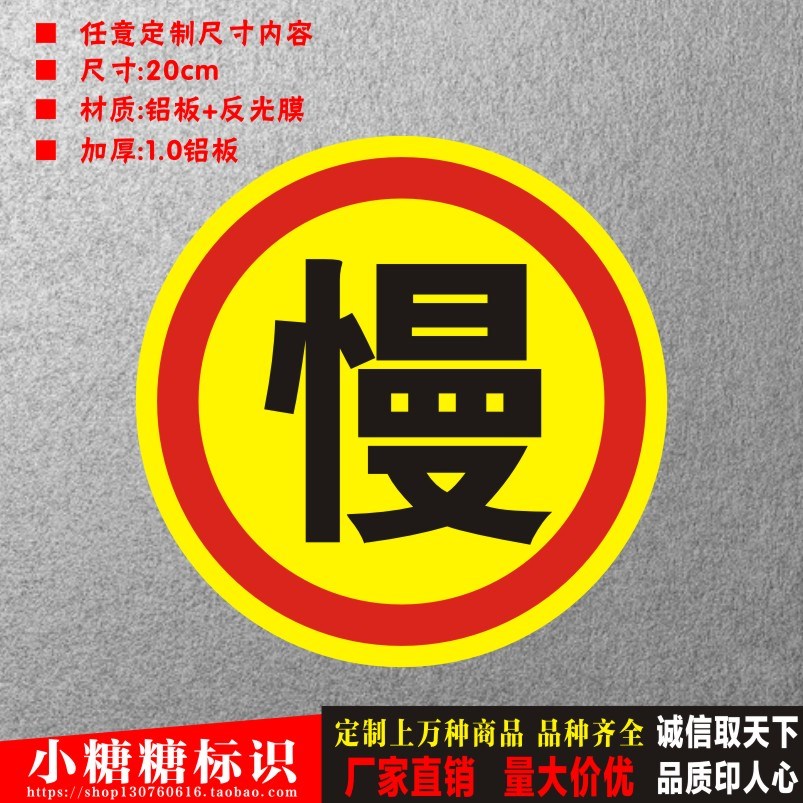 ■ 任意定制尺寸内容
■ 尺寸:20cm
■ 材质:铝板+反光膜
■ 加厚:1.0铝板
慢
小糖糖标识
https://shop130760616.taobao.com
定制上万种商品 品种齐全
厂家直销 量大价优
诚信取天下
品质印人心